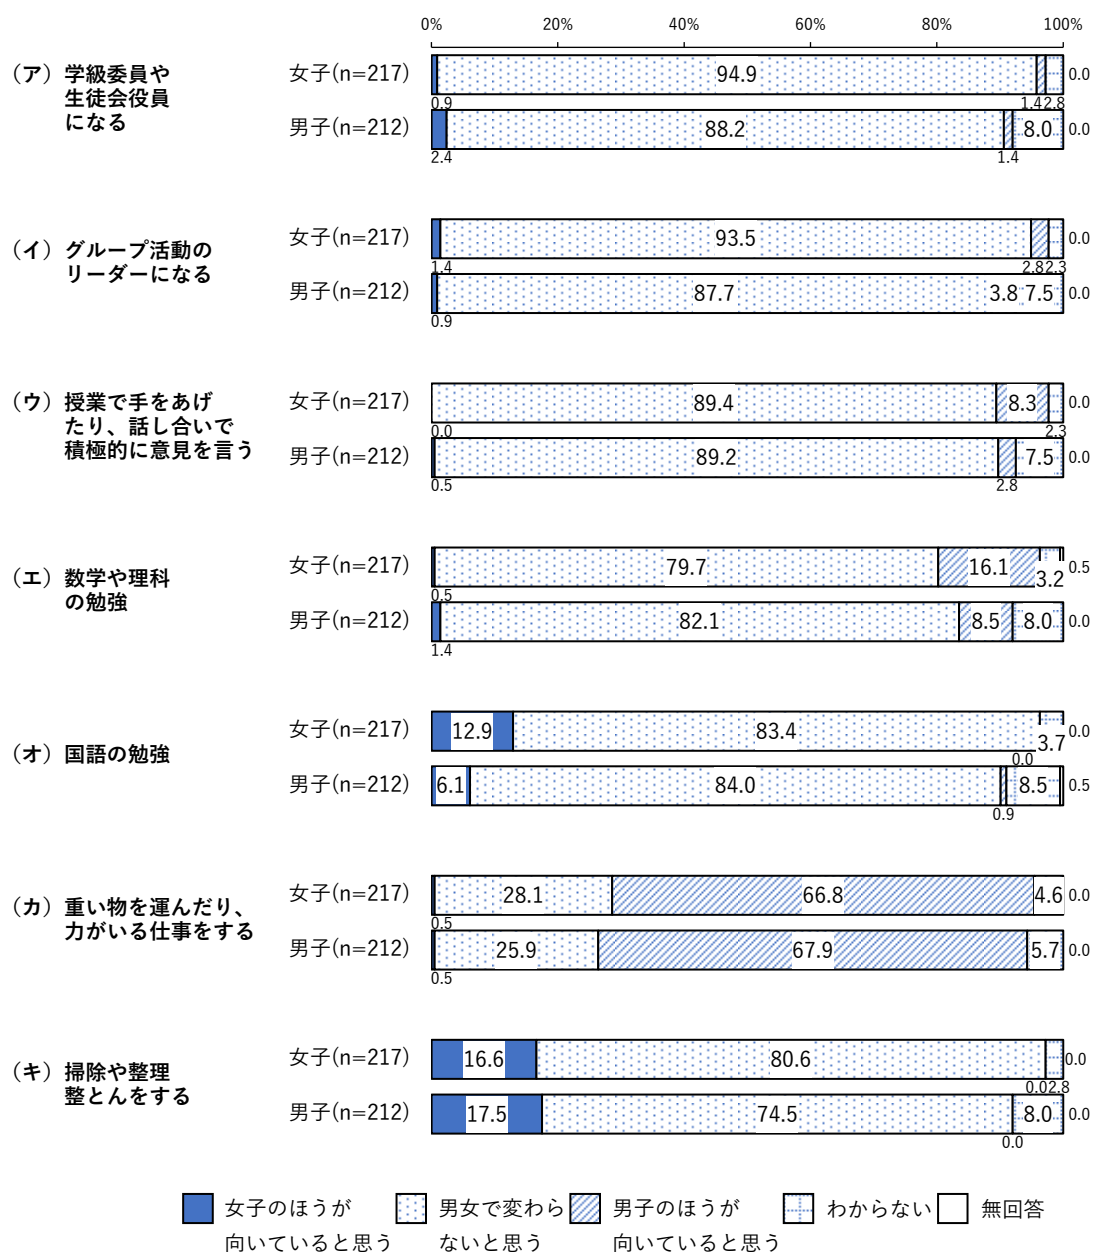 0% 20% 40% 60% 80% 100%
（ア）学級委員や
生徒会役員
になる
女子(n=217) 0.9 94.9 1.4 2.8 0.0
男子(n=212) 2.4 88.2 1.4 8.0 0.0
（イ）グループ活動の
リーダーになる
女子(n=217) 1.4 93.5 2.8 2.3 0.0
男子(n=212) 0.9 87.7 3.8 7.5 0.0
（ウ）授業で手をあげ
たり、話し合いで
積極的に意見を言う
女子(n=217) 0.0 89.4 8.3 2.3 0.0
男子(n=212) 0.5 89.2 2.8 7.5 0.0
（エ）数学や理科
の勉強
女子(n=217) 0.5 79.7 16.1 3.2 0.5
男子(n=212) 1.4 82.1 8.5 8.0 0.0
（オ）国語の勉強
女子(n=217) 12.9 83.4 0.0 3.7 0.0
男子(n=212) 6.1 84.0 0.9 8.5 0.5
（カ）重い物を運んだり、
力がいる仕事をする
女子(n=217) 0.5 28.1 66.8 4.6 0.0
男子(n=212) 0.5 25.9 67.9 5.7 0.0
（キ）掃除や整理
整とんをする
女子(n=217) 16.6 80.6 0.0 2.8 0.0
男子(n=212) 17.5 74.5 0.0 8.0 0.0
女子のほうが
向いていると思う
男女で変わら
ないと思う
男子のほうが
向いていると思う
わからない
無回答